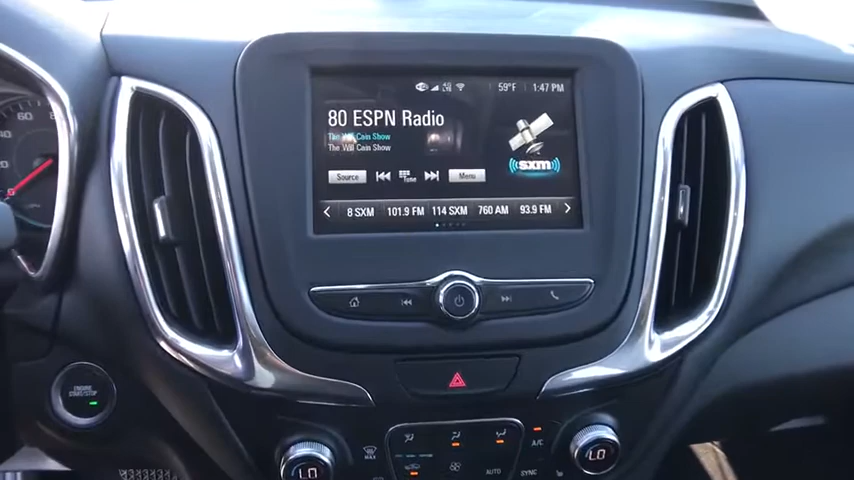 59°F 1:47 PM
80 ESPN Radio
The Will Cain Show
The Will Cain Show
sxm
Source Tune Menu
8 SXM 101.9 FM 114 SXM 760 AM 93.9 FM
ENGINE
START/STOP
60
MAX
A/C
LO
LO
AUTO SYNC